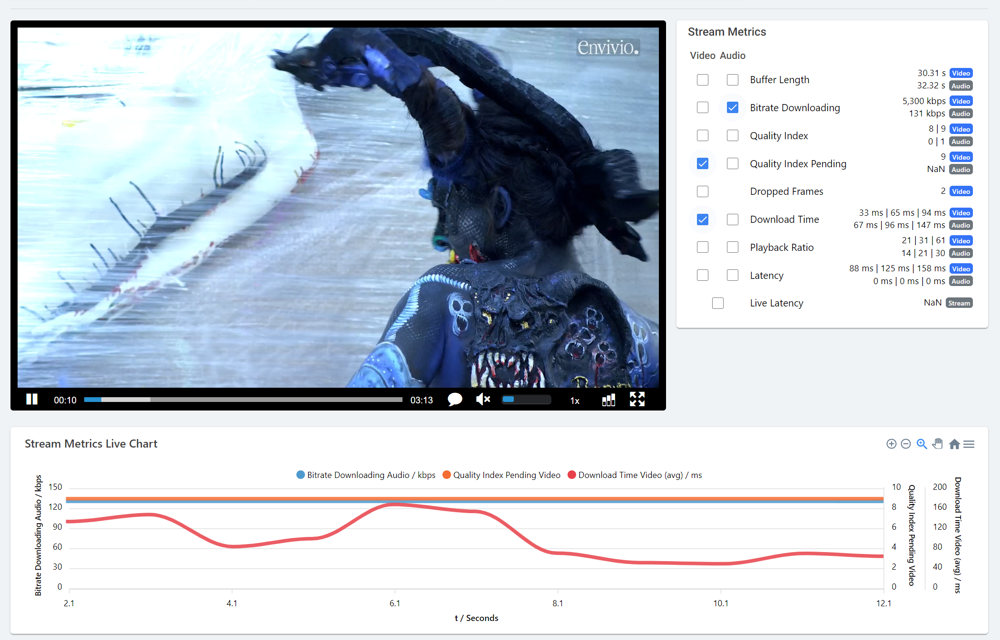 envivio.
00:10
03:13
1x
Stream Metrics
Video Audio
Buffer Length
30.31 s Video
32.32 s Audio
Bitrate Downloading
5,300 kbps Video
131 kbps Audio
Quality Index
8 | 9 Video
0 | 1 Audio
Quality Index Pending
9 Video
NaN Audio
Dropped Frames
2 Video
Download Time
33 ms | 65 ms | 94 ms Video
67 ms | 96 ms | 147 ms Audio
Playback Ratio
21 | 31 | 61 Video
14 | 21 | 30 Audio
Latency
88 ms | 125 ms | 158 ms Video
0 ms | 0 ms | 0 ms Audio
Live Latency
NaN Stream
Stream Metrics Live Chart
Bitrate Downloading Audio / kbps Quality Index Pending Video Download Time Video (avg) / ms
Bitrate Downloading Audio / kbps
150
120
90
60
30
0
10
8
6
4
2
0
Quality Index Pending Video
200
160
120
80
40
0
Download Time Video (avg) / ms
2.1 4.1 6.1 8.1 10.1 12.1
t / Seconds